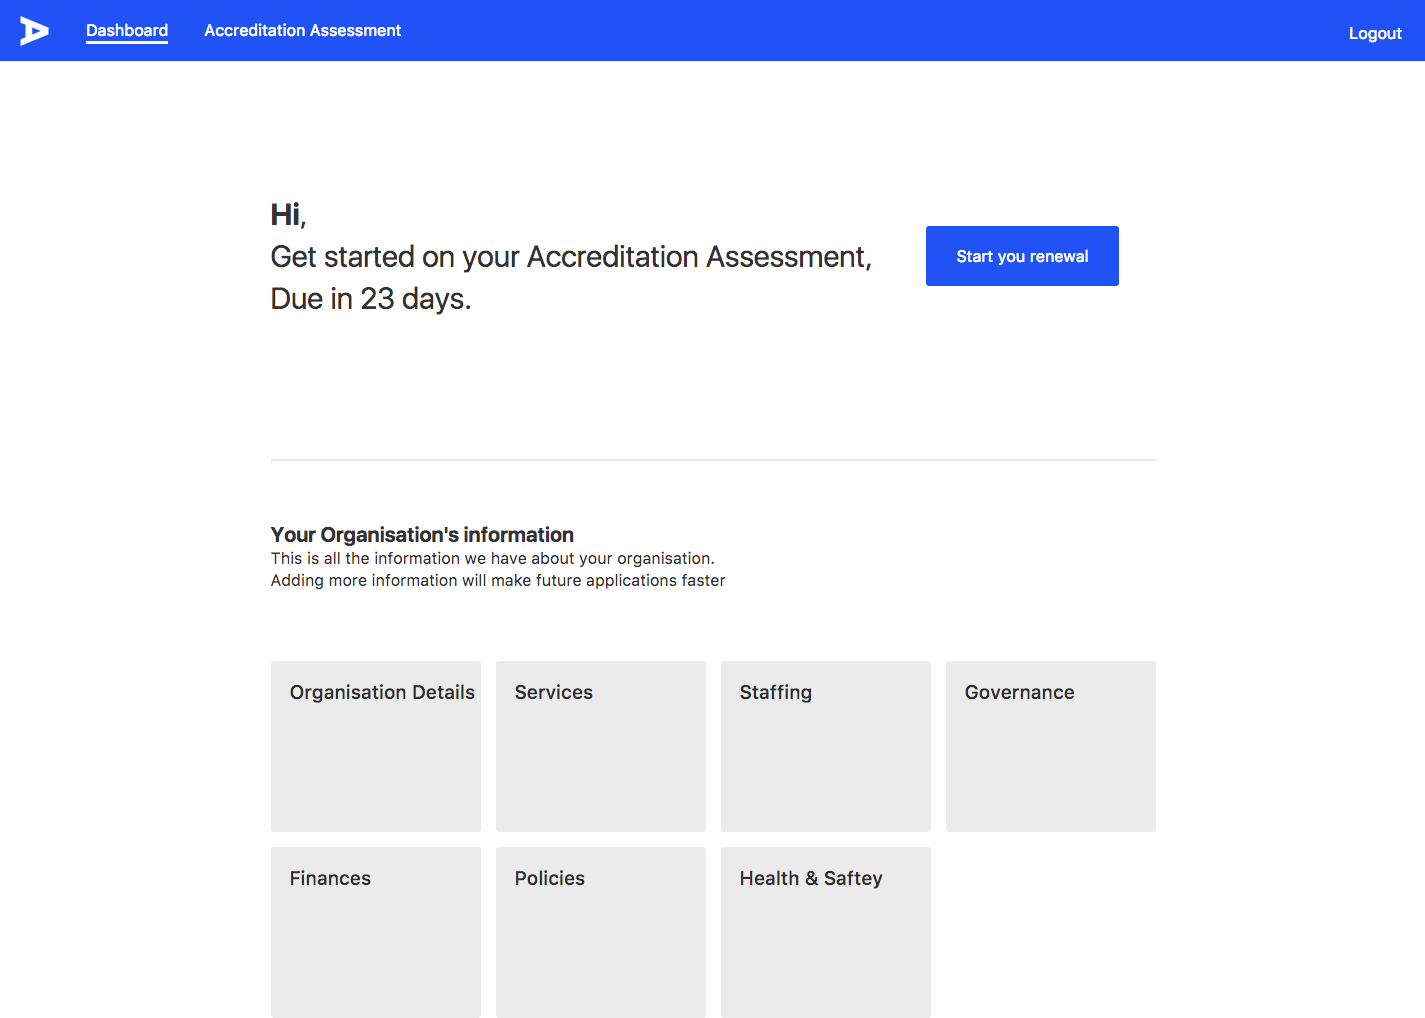 Dashboard
Accreditation Assessment
Logout
Hi,
Get started on your Accreditation Assessment,
Due in 23 days.
Start you renewal
Your Organisation's information
This is all the information we have about your organisation.
Adding more information will make future applications faster
Organisation Details
Services
Staffing
Governance
Finances
Policies
Health & Saftey